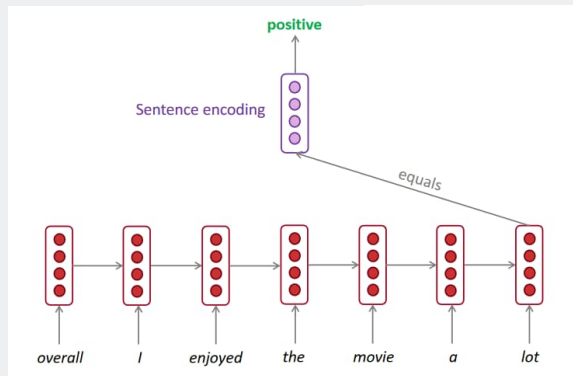 positive
Sentence encoding
equals
overall I enjoyed the movie a lot